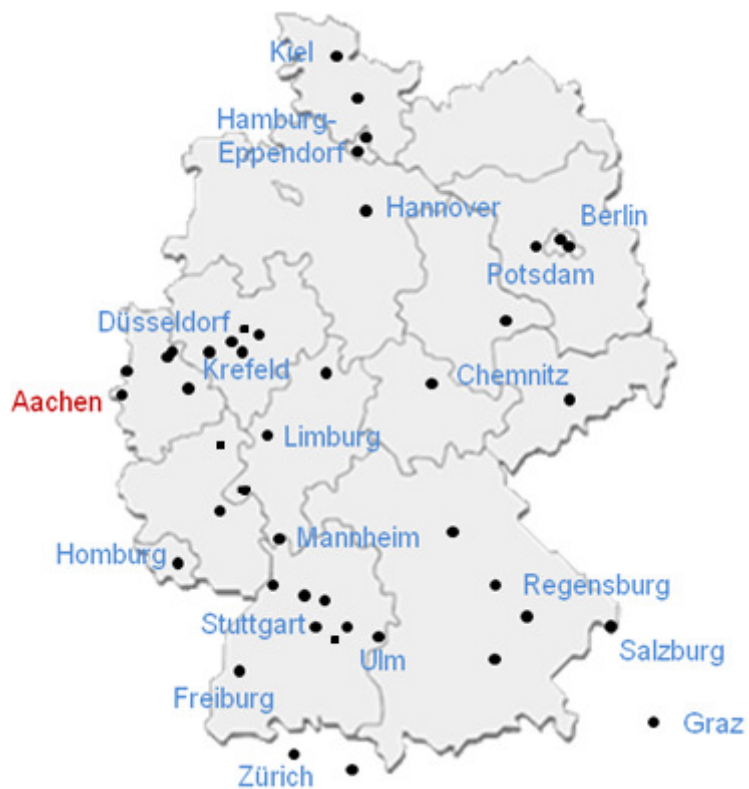 Kiel
Hamburg-
Eppendorf
Hannover
Berlin
Potsdam
Düsseldorf
Krefeld
Chemnitz
Aachen
Limburg
Mannheim
Homburg
Regensburg
Stuttgart
Ulm
Salzburg
Freiburg
Graz
Zürich